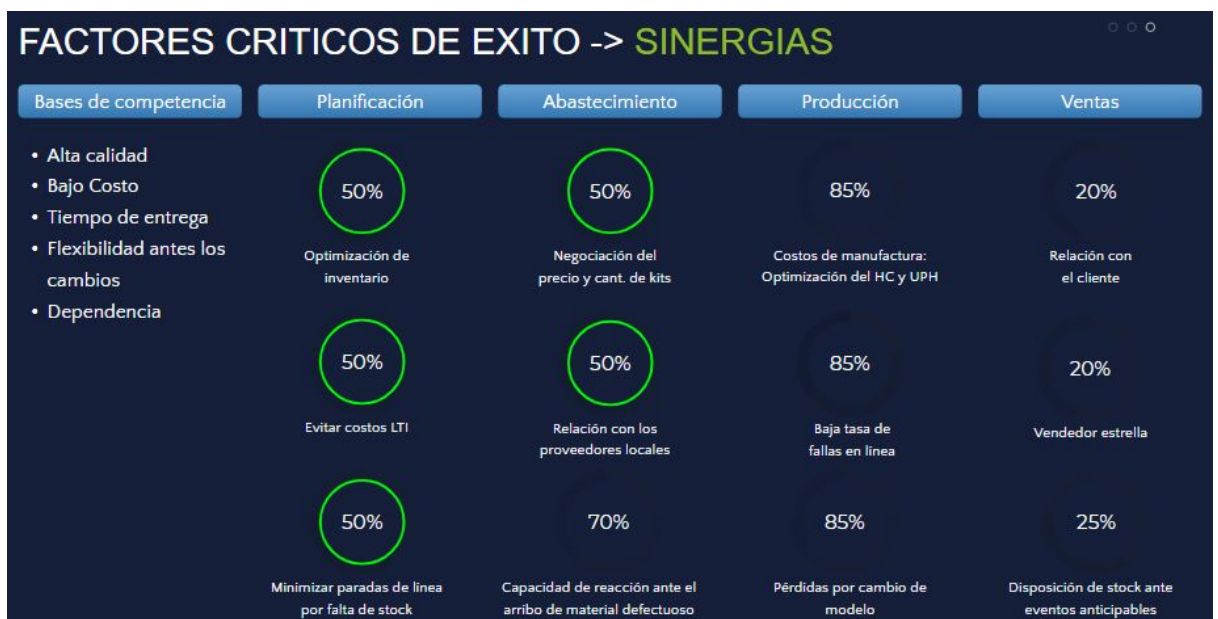 FACTORES CRITICOS DE EXITO -> SINERGIAS
Bases de competencia
Planificación
Abastecimiento
Producción
Ventas
• Alta calidad
• Bajo Costo
• Tiempo de entrega
• Flexibilidad antes los
cambios
• Dependencia
50%
Optimización de
inventario
50%
Evitar costos LTI
50%
Minimizar paradas de línea
por falta de stock
50%
Negociación del
precio y cant. de kits
50%
Relación con los
proveedores locales
70%
Capacidad de reacción ante el
arribo de material defectuoso
85%
Costos de manufactura:
Optimización del HC y UPH
85%
Baja tasa de
fallas en linea
85%
Pérdidas por cambio de
modelo
20%
Relación con
el cliente
20%
Vendedor estrella
25%
Disposición de stock ante
eventos anticipables